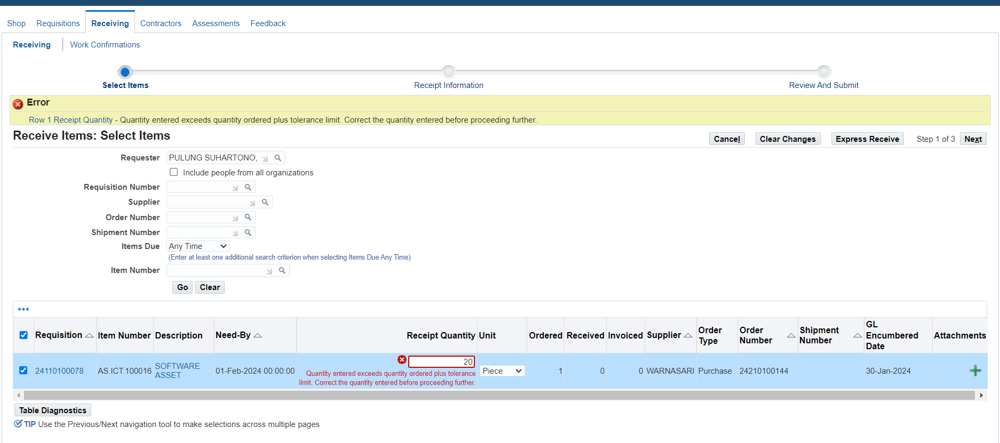 Shop Requisitions Receiving Contractors Assessments Feedback
Receiving Work Confirmations
Select Items Receipt Information Review And Submit
Error
Row 1 Receipt Quantity - Quantity entered exceeds quantity ordered plus tolerance limit. Correct the quantity entered before proceeding further.
Receive Items: Select Items Cancel Clear Changes Express Receive Step 1 of 3 Next
Requester PULUNG SUHARTONO,
Include people from all organizations
Requisition Number
Supplier
Order Number
Shipment Number
Items Due Any Time
(Enter at least one additional search criterion when selecting Items Due Any Time)
Item Number
Go Clear
Requisition Item Number Description Need-By Receipt Quantity Unit Ordered Received Invoiced Supplier Order Type Order Number Shipment Number GL Encumbered Date Attachments
24110100078 AS.ICT.100016 SOFTWARE ASSET 01-Feb-2024 00:00:00 20 Piece 1 0 0 WARNASARI Purchase 24210100144 30-Jan-2024
Quantity entered exceeds quantity ordered plus tolerance
limit. Correct the quantity entered before proceeding further.
Table Diagnostics
TIP Use the Previous/Next navigation tool to make selections across multiple pages